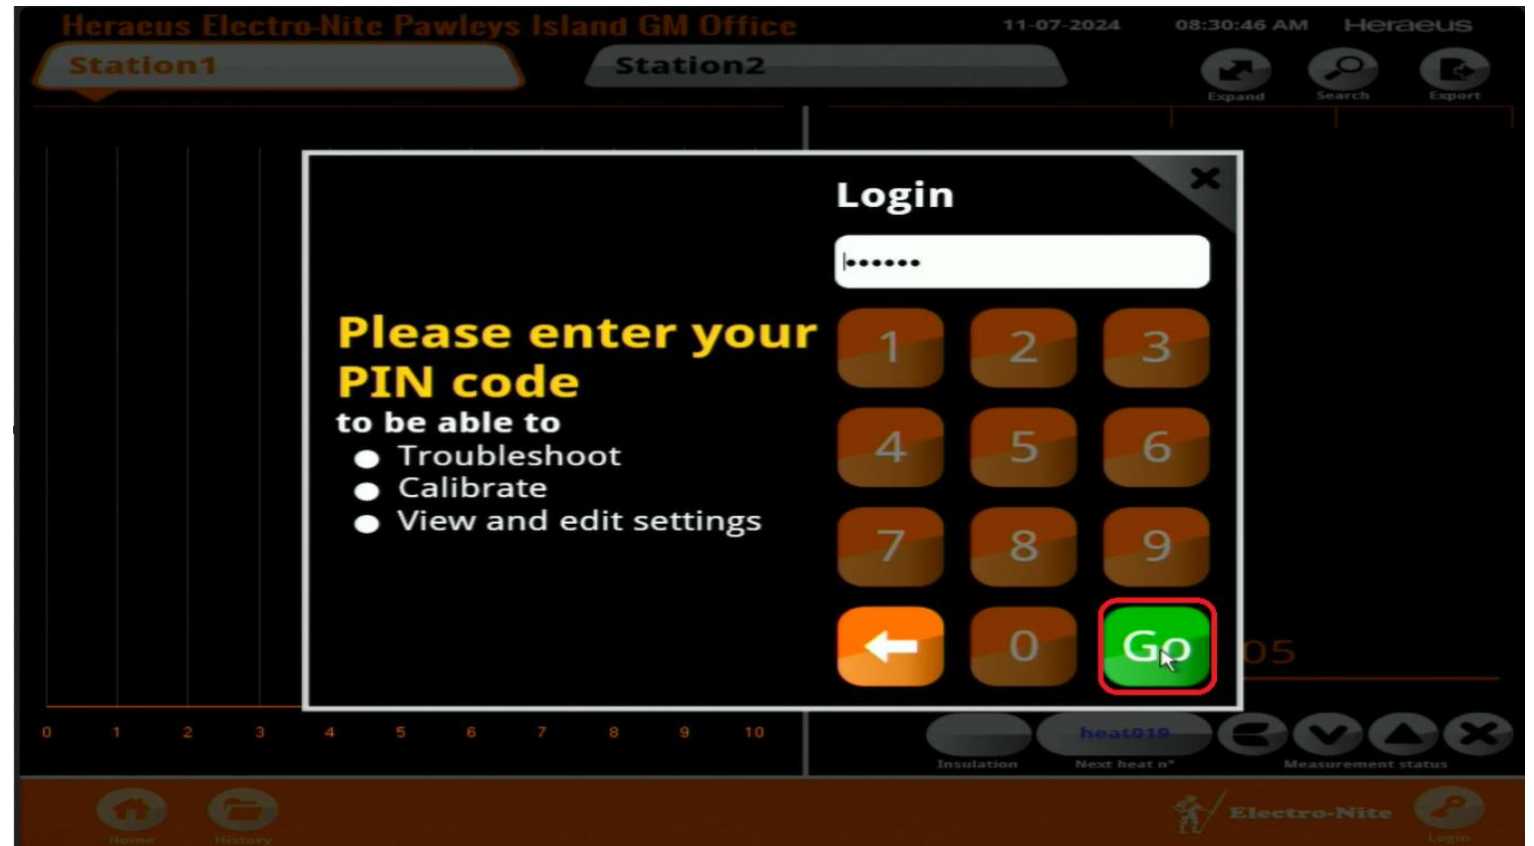 Heraeus Electro-Nite Pawleys Island GM Office
11-07-2024
08:30:46 AM
Heraeus
Station1
Station2
Expand
Search
Export
Login
••••••
Please enter your
PIN code
to be able to
● Troubleshoot
● Calibrate
● View and edit settings
1 2 3
4 5 6
7 8 9
0 Go
05
0 1 2 3 4 5 6 7 8 9 10
heat019
Insulation
Next heat n°
Measurement status
Home
History
Electro-Nite
Login